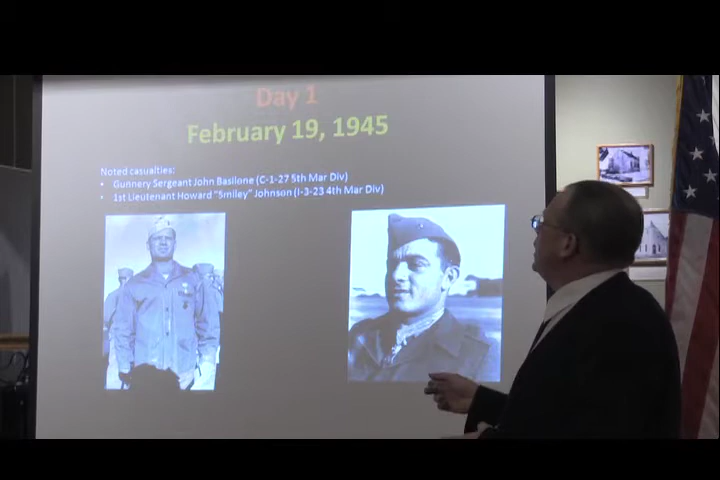 Day 1
February 19, 1945
Noted casualties:
• Gunnery Sergeant John Basilone (C-1-27 5th Mar Div)
• 1st Lieutenant Howard "Smiley" Johnson (I-3-23 4th Mar Div)